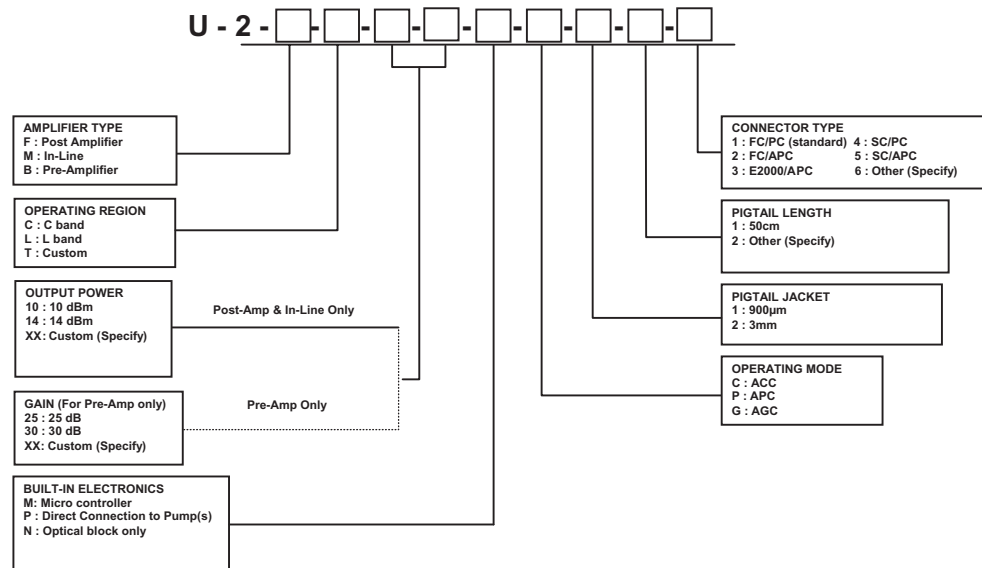 U - 2 - - - - - - - - -
AMPLIFIER TYPE
F : Post Amplifier
M : In-Line
B : Pre-Amplifier
OPERATING REGION
C : C band
L : L band
T : Custom
OUTPUT POWER
10 : 10 dBm
14 : 14 dBm
XX: Custom (Specify)
Post-Amp & In-Line Only
GAIN (For Pre-Amp only)
25 : 25 dB
30 : 30 dB
XX: Custom (Specify)
Pre-Amp Only
BUILT-IN ELECTRONICS
M: Micro controller
P : Direct Connection to Pump(s)
N : Optical block only
CONNECTOR TYPE
1 : FC/PC (standard) 4 : SC/PC
2 : FC/APC 5 : SC/APC
3 : E2000/APC 6 : Other (Specify)
PIGTAIL LENGTH
1 : 50cm
2 : Other (Specify)
PIGTAIL JACKET
1 : 900µm
2 : 3mm
OPERATING MODE
C : ACC
P : APC
G : AGC